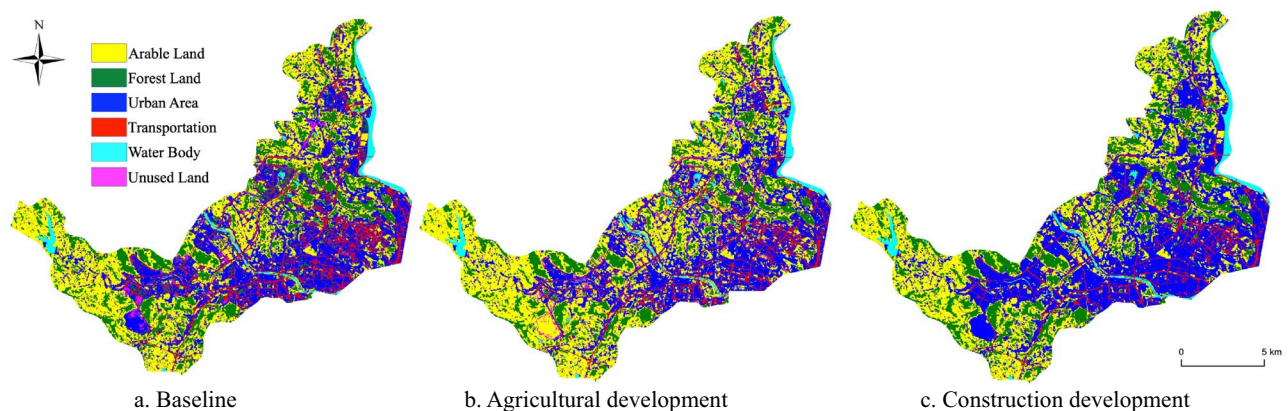 N
Arable Land
Forest Land
Urban Area
Transportation
Water Body
Unused Land
0 5 km
a. Baseline
b. Agricultural development
c. Construction development